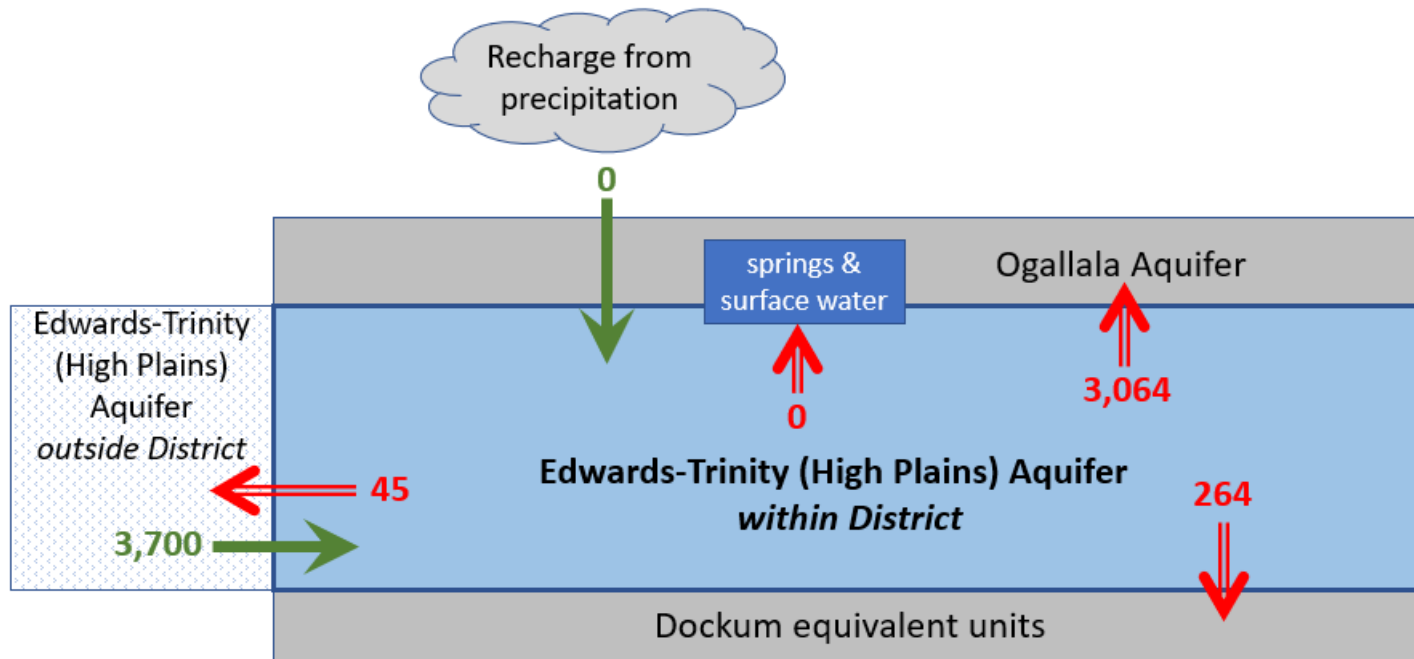 Recharge from
precipitation
0
springs &
surface water
Ogallala Aquifer
Edwards-Trinity
(High Plains)
Aquifer
outside District
3,064
0
Edwards-Trinity (High Plains) Aquifer
within District
45
264
3,700
Dockum equivalent units